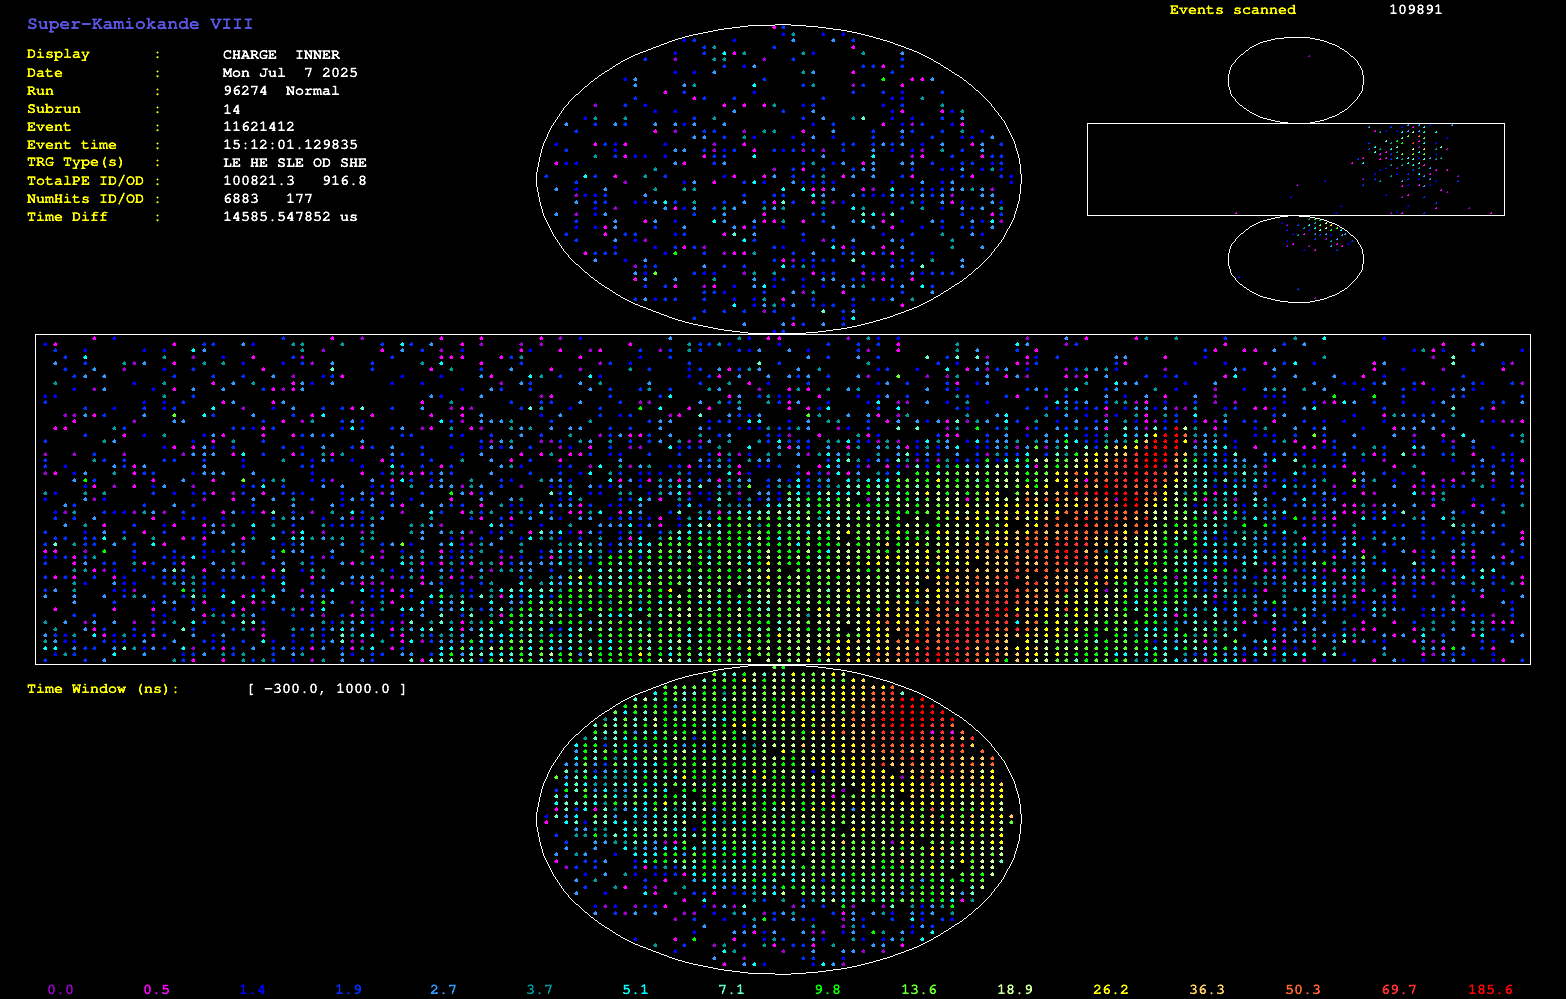 Super-Kamiokande VIII
Events scanned 109891
Display : CHARGE INNER
Date : Mon Jul 7 2025
Run : 96274 Normal
Subrun : 14
Event : 11621412
Event time : 15:12:01.129835
TRG Type(s) : LE HE SLE OD SHE
TotalPE ID/OD : 100821.3 916.8
NumHits ID/OD : 6883 177
Time Diff : 14585.547852 us
Time Window (ns): [ -300.0, 1000.0 ]
0.0 0.5 1.4 1.9 2.7 3.7 5.1 7.1 9.8 13.6 18.9 26.2 36.3 50.3 69.7 185.6